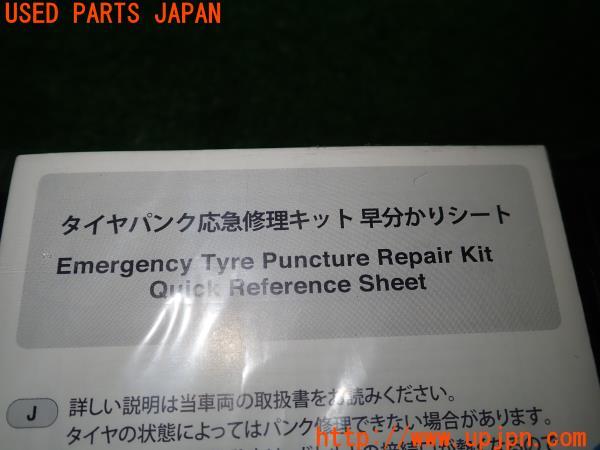 USED PARTS JAPAN
タイヤパンク応急修理キット 早分かりシート
Emergency Tyre Puncture Repair Kit
Quick Reference Sheet
J 詳しい説明は当車両の取扱書をお読みください。
タイヤの状態によってはパンク修理できない場合があります。
http://www.upjpn.com